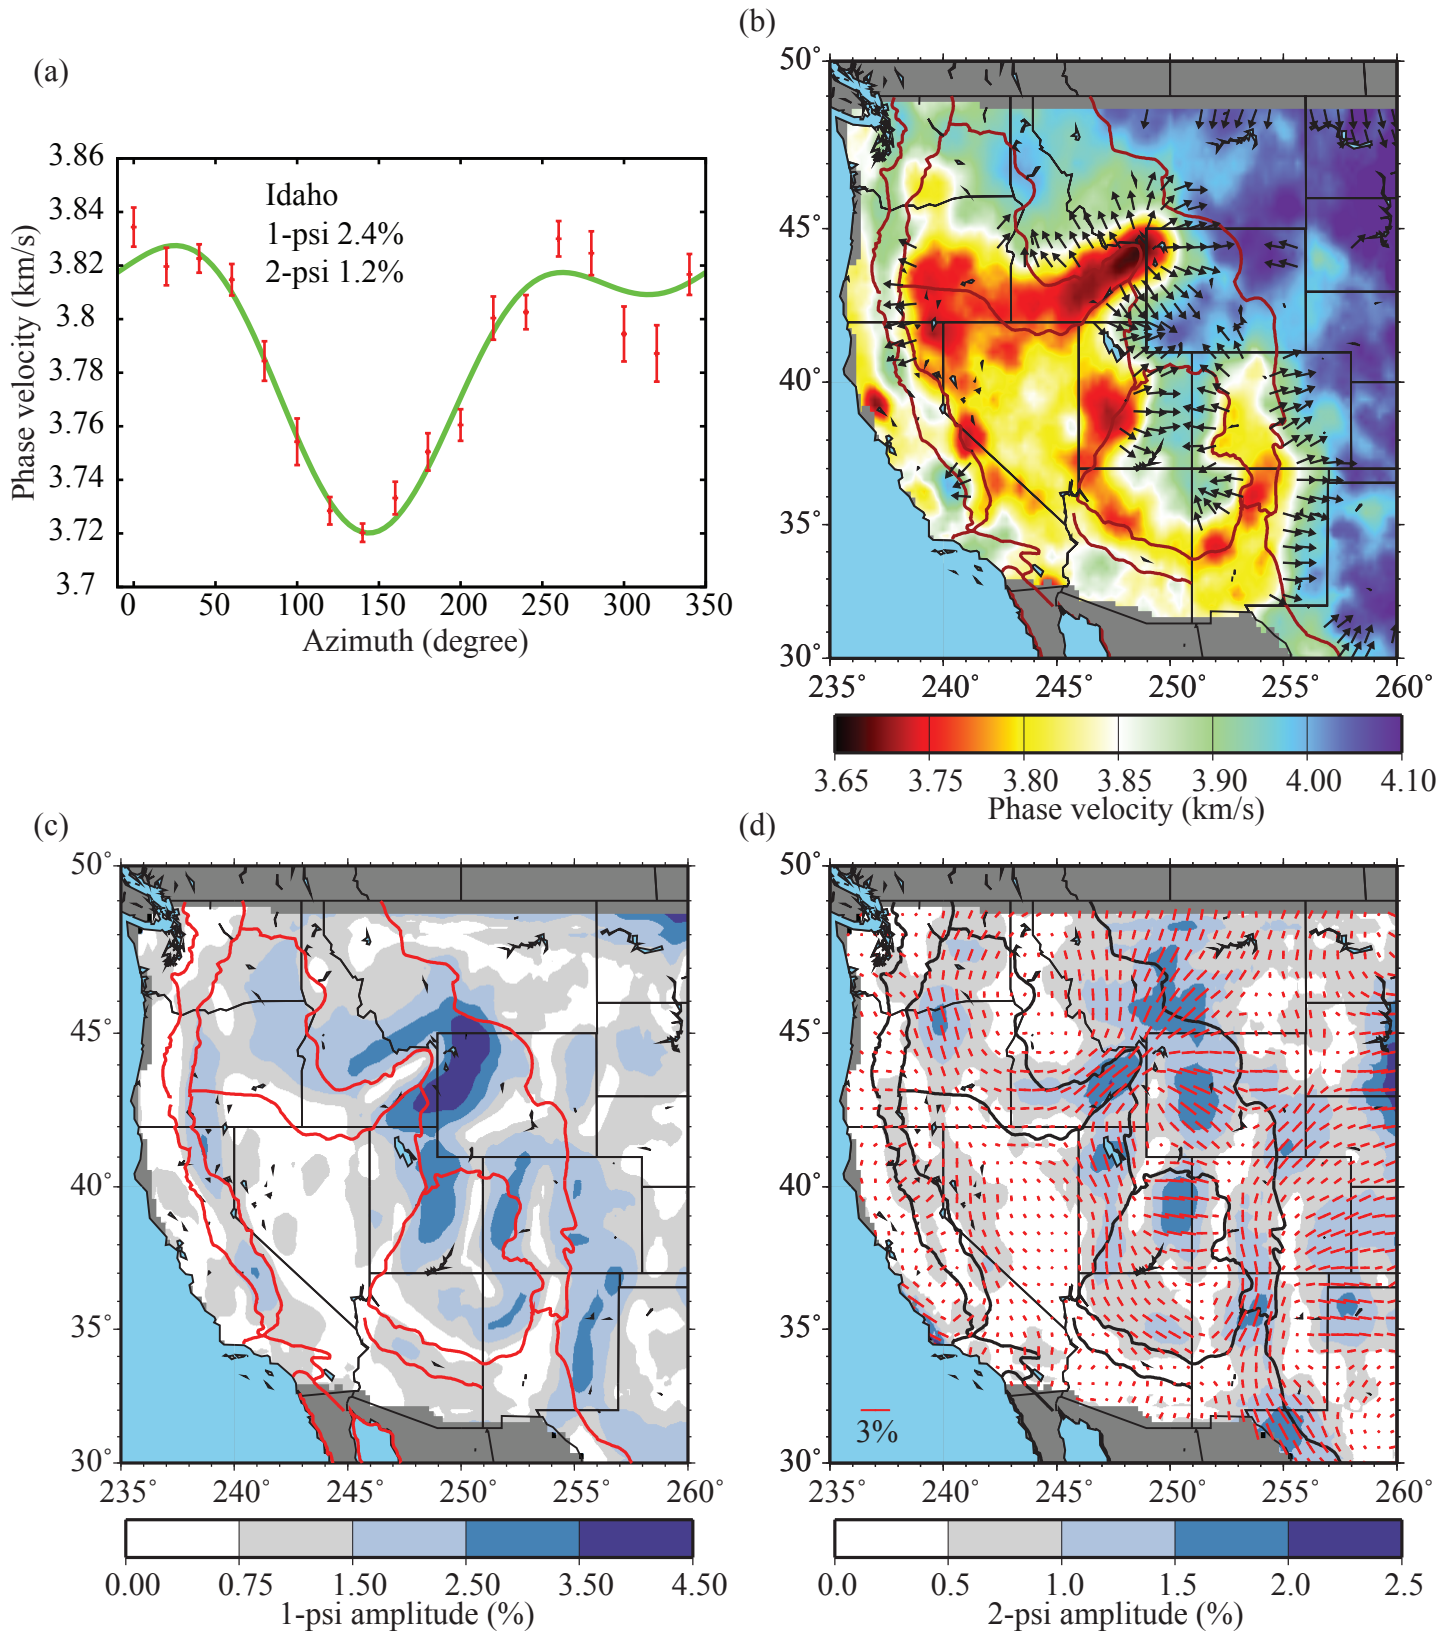 (a)
3.86
3.84
3.82
3.8
3.78
3.76
3.74
3.72
3.7
Phase velocity (km/s)
Idaho
1-psi 2.4%
2-psi 1.2%
0 50 100 150 200 250 300 350
Azimuth (degree)
(b)
50°
45°
40°
35°
30°
235° 240° 245° 250° 255° 260°
3.65 3.75 3.80 3.85 3.90 4.00 4.10
Phase velocity (km/s)
(c)
50°
45°
40°
35°
30°
235° 240° 245° 250° 255° 260°
0.00 0.75 1.50 2.50 3.50 4.50
1-psi amplitude (%)
(d)
50°
45°
40°
35°
30°
3%
235° 240° 245° 250° 255° 260°
0.0 0.5 1.0 1.5 2.0 2.5
2-psi amplitude (%)